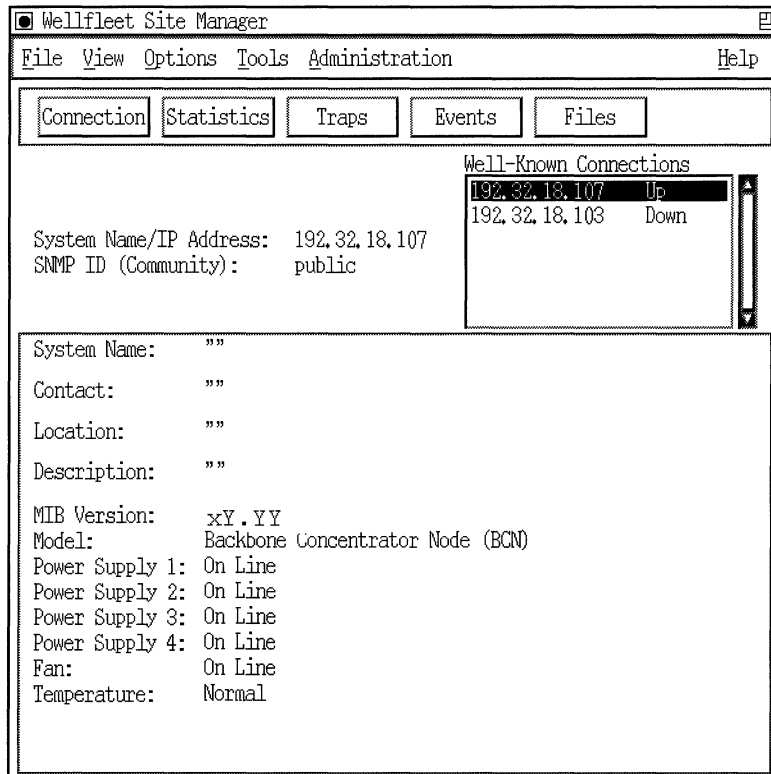 Wellfleet Site Manager
File View Options Tools Administration Help
Connection Statistics Traps Events Files
Well-Known Connections
192.32.18.107 Up
192.32.18.103 Down
System Name/IP Address: 192.32.18.107
SNMP ID (Community): public
System Name: ""
Contact: ""
Location: ""
Description: ""
MIB Version: xY.YY
Model: Backbone Concentrator Node (BCN)
Power Supply 1: On Line
Power Supply 2: On Line
Power Supply 3: On Line
Power Supply 4: On Line
Fan: On Line
Temperature: Normal